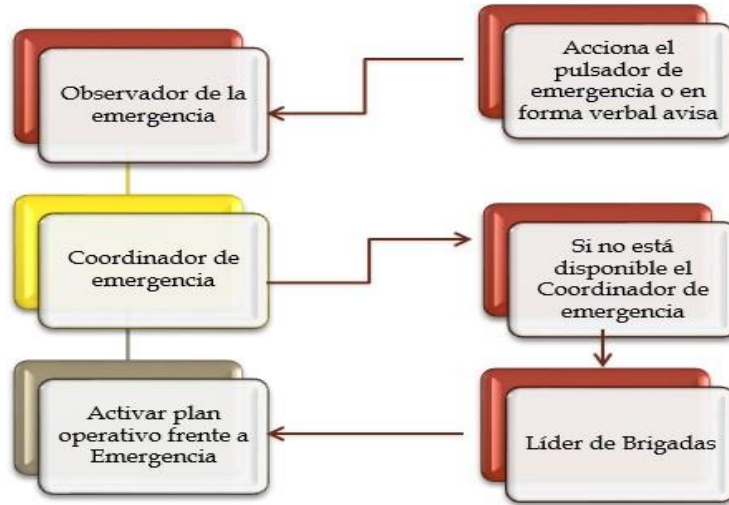 Observador de la
emergencia
Acciona el
pulsador de
emergencia o en
forma verbal avisa
Coordinador de
emergencia
Si no está
disponible el
Coordinador de
emergencia
Activar plan
operativo frente a
Emergencia
Líder de Brigadas